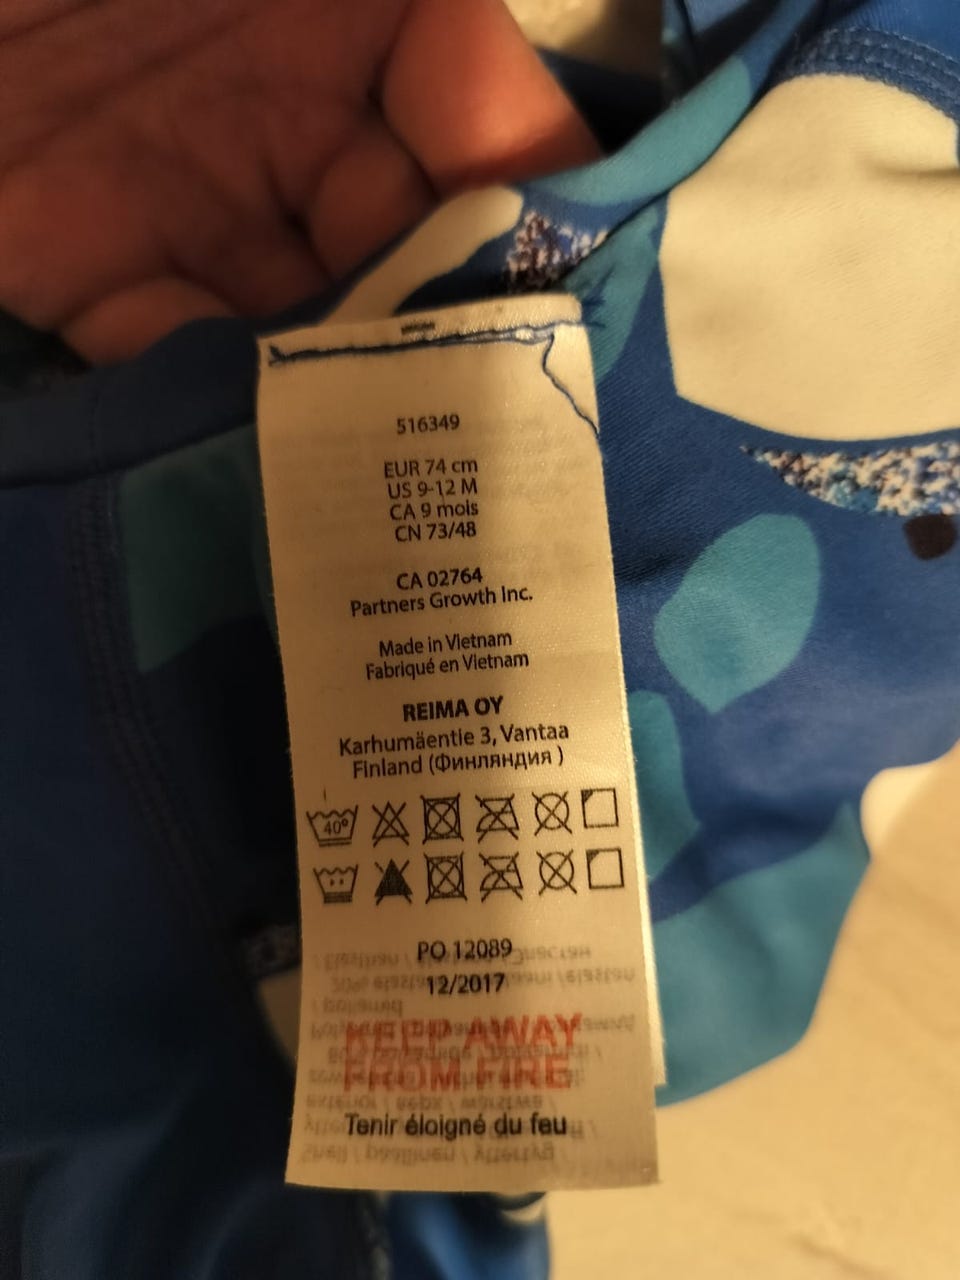 516349
EUR 74 cm
US 9-12 M
CA 9 mois
CN 73/48
CA 02764
Partners Growth Inc.
Made in Vietnam
Fabriqué en Vietnam
REIMA OY
Karhumäentie 3, Vantaa
Finland (Финляндия )
40°
PO 12089
12/2017
KEEP AWAY
FROM FIRE
Tenir éloigné du feu